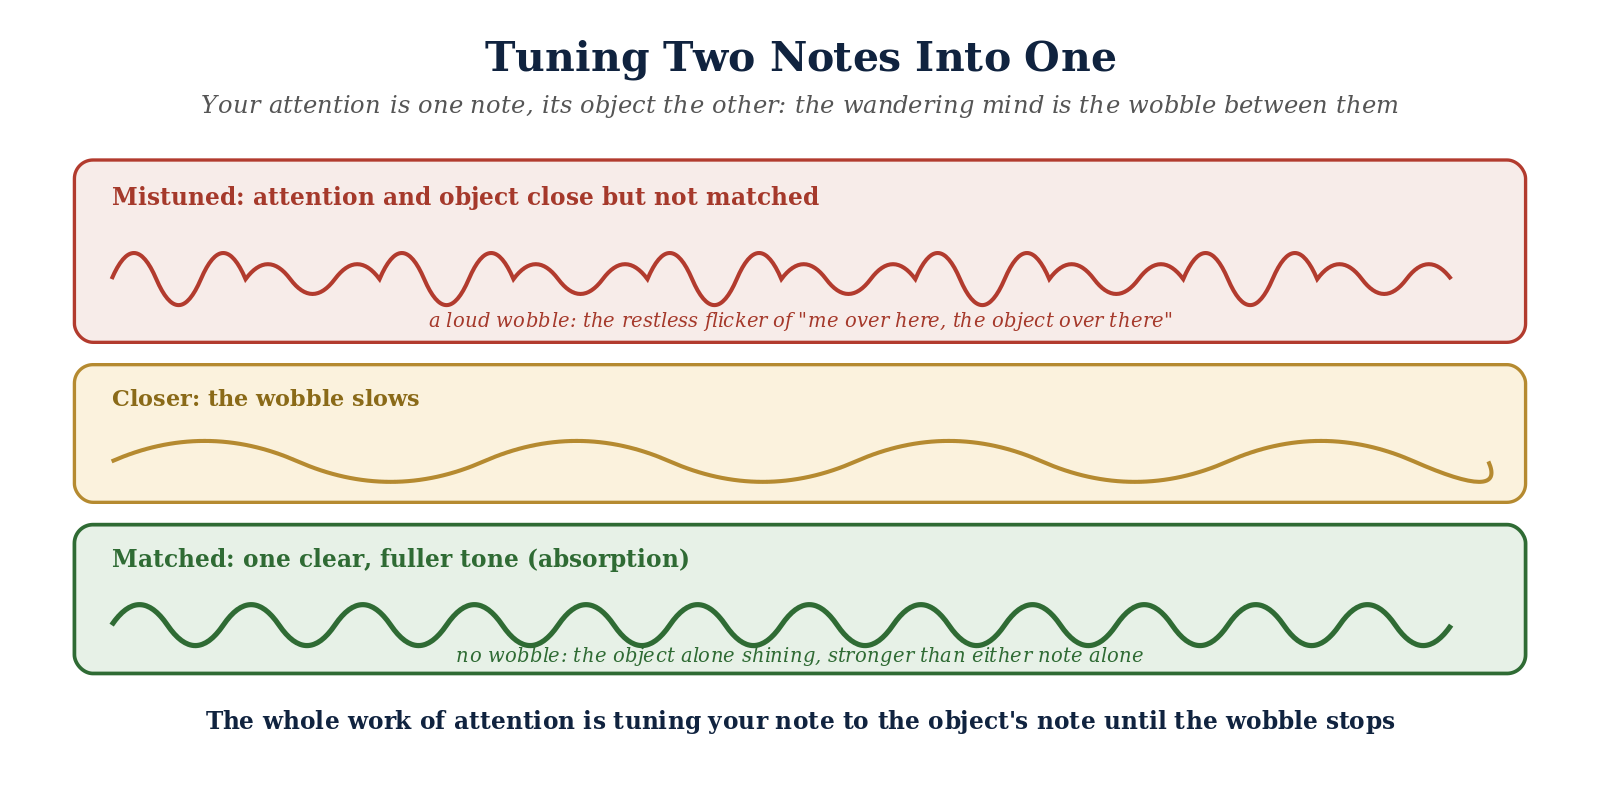 Tuning Two Notes Into One
Your attention is one note, its object the other: the wandering mind is the wobble between them
Mistuned: attention and object close but not matched
a loud wobble: the restless flicker of "me over here, the object over there"
Closer: the wobble slows
Matched: one clear, fuller tone (absorption)
no wobble: the object alone shining, stronger than either note alone
The whole work of attention is tuning your note to the object's note until the wobble stops